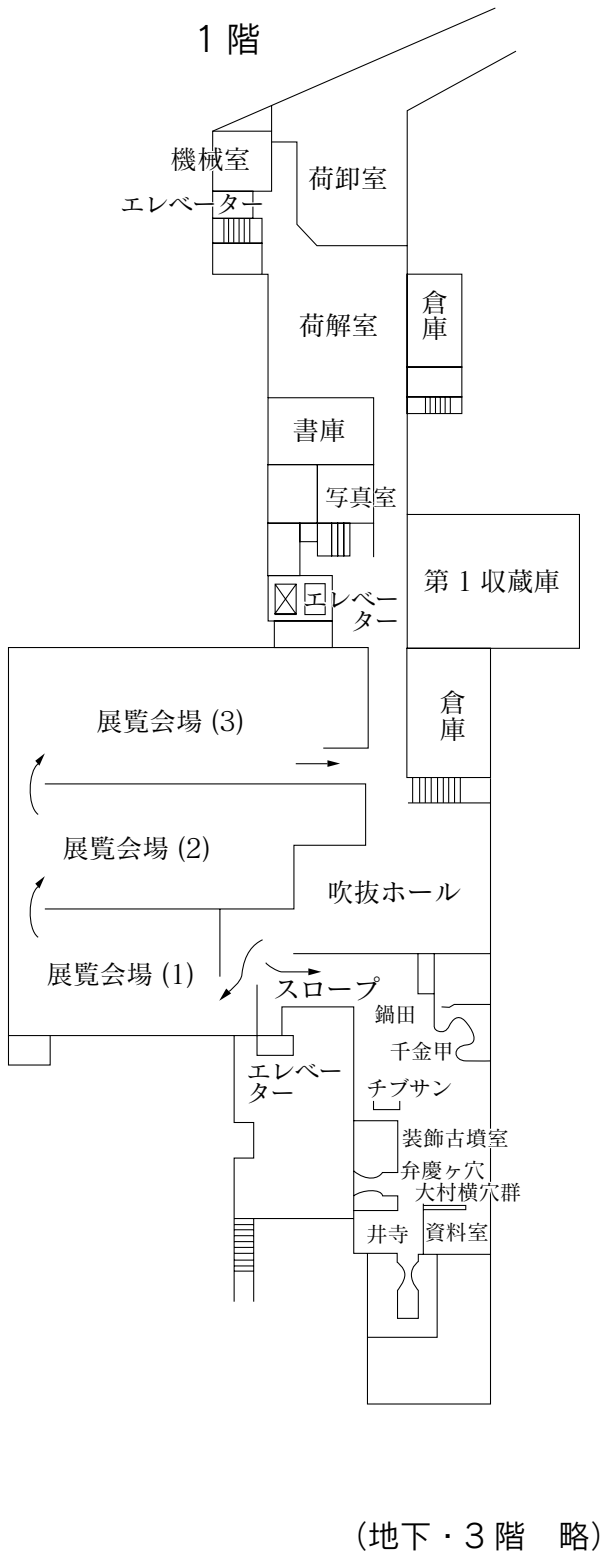 1 階
機械室
荷卸室
エレベーター
倉庫
荷解室
書庫
写真室
第 1 収蔵庫
エレベー
ター
倉庫
展覧会場 (3)
展覧会場 (2)
吹抜ホール
展覧会場 (1)
スロープ
鍋田
千金甲
エレベー
ター
チブサン
装飾古墳室
弁慶ヶ穴
大村横穴群
井寺
資料室
(地下・3 階　略)